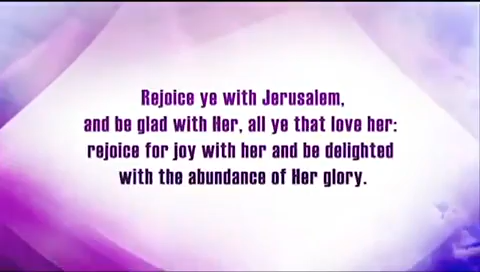 Rejoice ye with Jerusalem,
and be glad with Her, all ye that love her:
rejoice for joy with her and be delighted
with the abundance of Her glory.